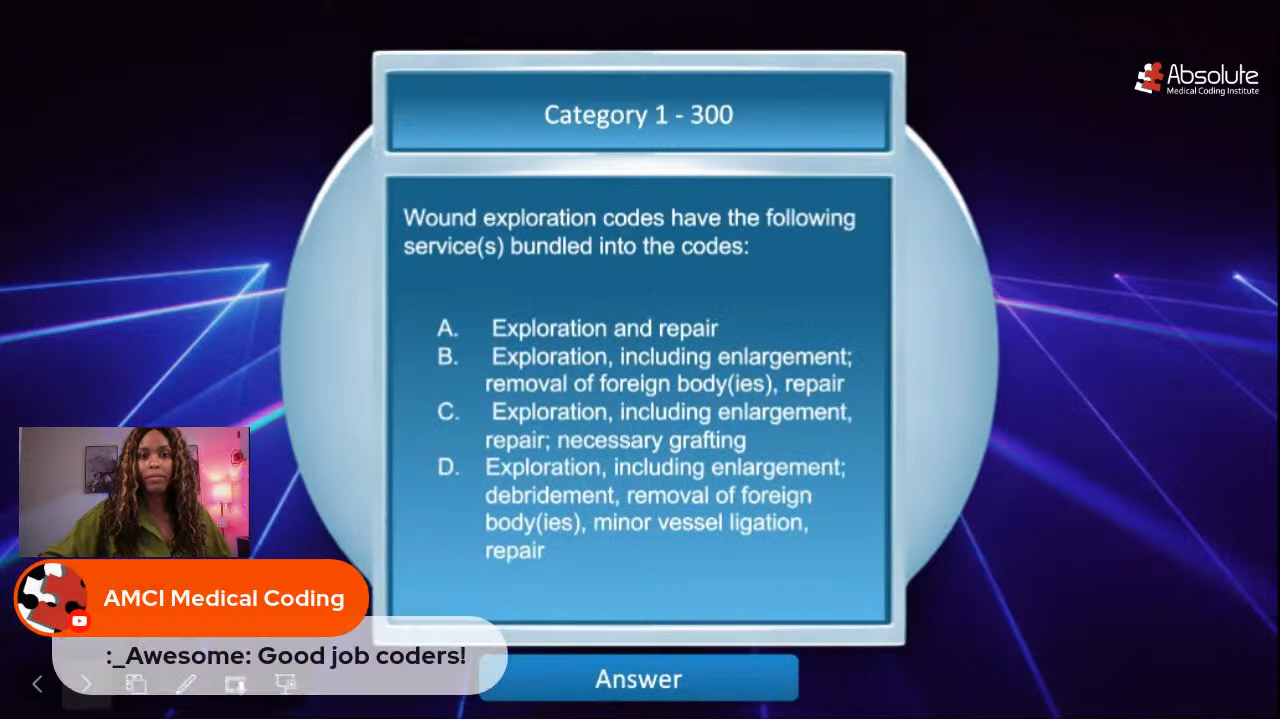 Absolute
Medical Coding Institute
Category 1 - 300
Wound exploration codes have the following
service(s) bundled into the codes:
A. Exploration and repair
B. Exploration, including enlargement;
removal of foreign body(ies), repair
C. Exploration, including enlargement,
repair; necessary grafting
D. Exploration, including enlargement;
debridement, removal of foreign
body(ies), minor vessel ligation,
repair
AMCI Medical Coding
:_Awesome: Good job coders!
Answer